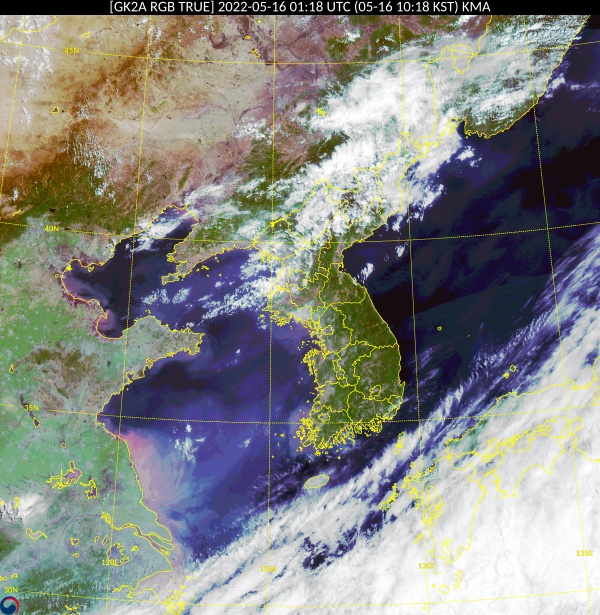 [GK2A RGB TRUE] 2022-05-16 01:18 UTC (05-16 10:18 KST) KMA
45N
40N
35N
120E
125E
130E
135E
30N